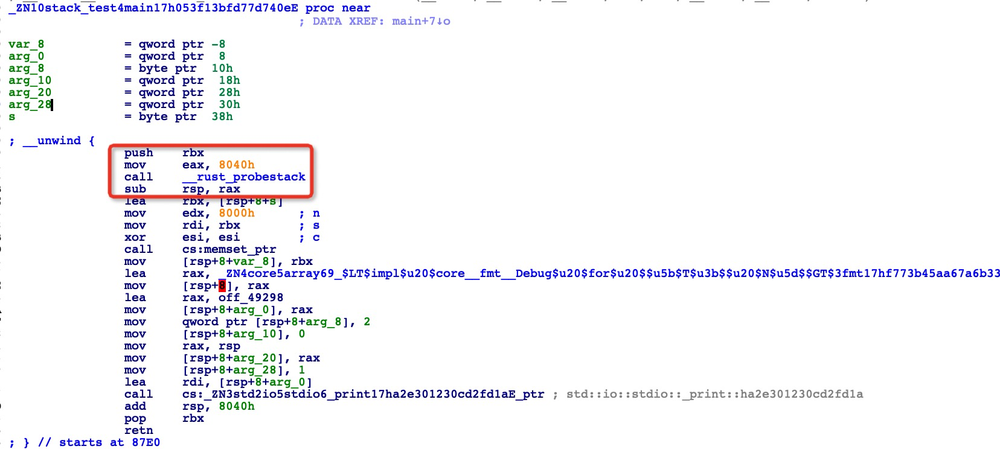 _ZN10stack_test4main17h053f13bfd77d740eE proc near
; DATA XREF: main+7↓o
var_8 = qword ptr -8
arg_0 = qword ptr 8
arg_8 = byte ptr 10h
arg_10 = qword ptr 18h
arg_20 = qword ptr 28h
arg_28 = qword ptr 30h
s = byte ptr 38h
; __unwind {
push rbx
mov eax, 8040h
call __rust_probestack
sub rsp, rax
lea rbx, [rsp+8+s]
mov edx, 8000h ; n
mov rdi, rbx ; s
xor esi, esi ; c
call cs:memset_ptr
mov [rsp+8+var_8], rbx
lea rax, _ZN4core5array69_$LT$impl$u20$core__fmt__Debug$u20$for$u20$$u5b$T$u3b$$u20$N$u5d$$GT$3fmt17hf773b45aa67a6b33
mov [rsp+8], rax
lea rax, off_49298
mov [rsp+8+arg_0], rax
mov qword ptr [rsp+8+arg_8], 2
mov [rsp+8+arg_10], 0
mov rax, rsp
mov [rsp+8+arg_20], rax
mov [rsp+8+arg_28], 1
lea rdi, [rsp+8+arg_0]
call cs:_ZN3std2io5stdio6_print17ha2e301230cd2fd1aE_ptr ; std::io::stdio::_print::ha2e301230cd2fd1a
add rsp, 8040h
pop rbx
retn
; } // starts at 87E0